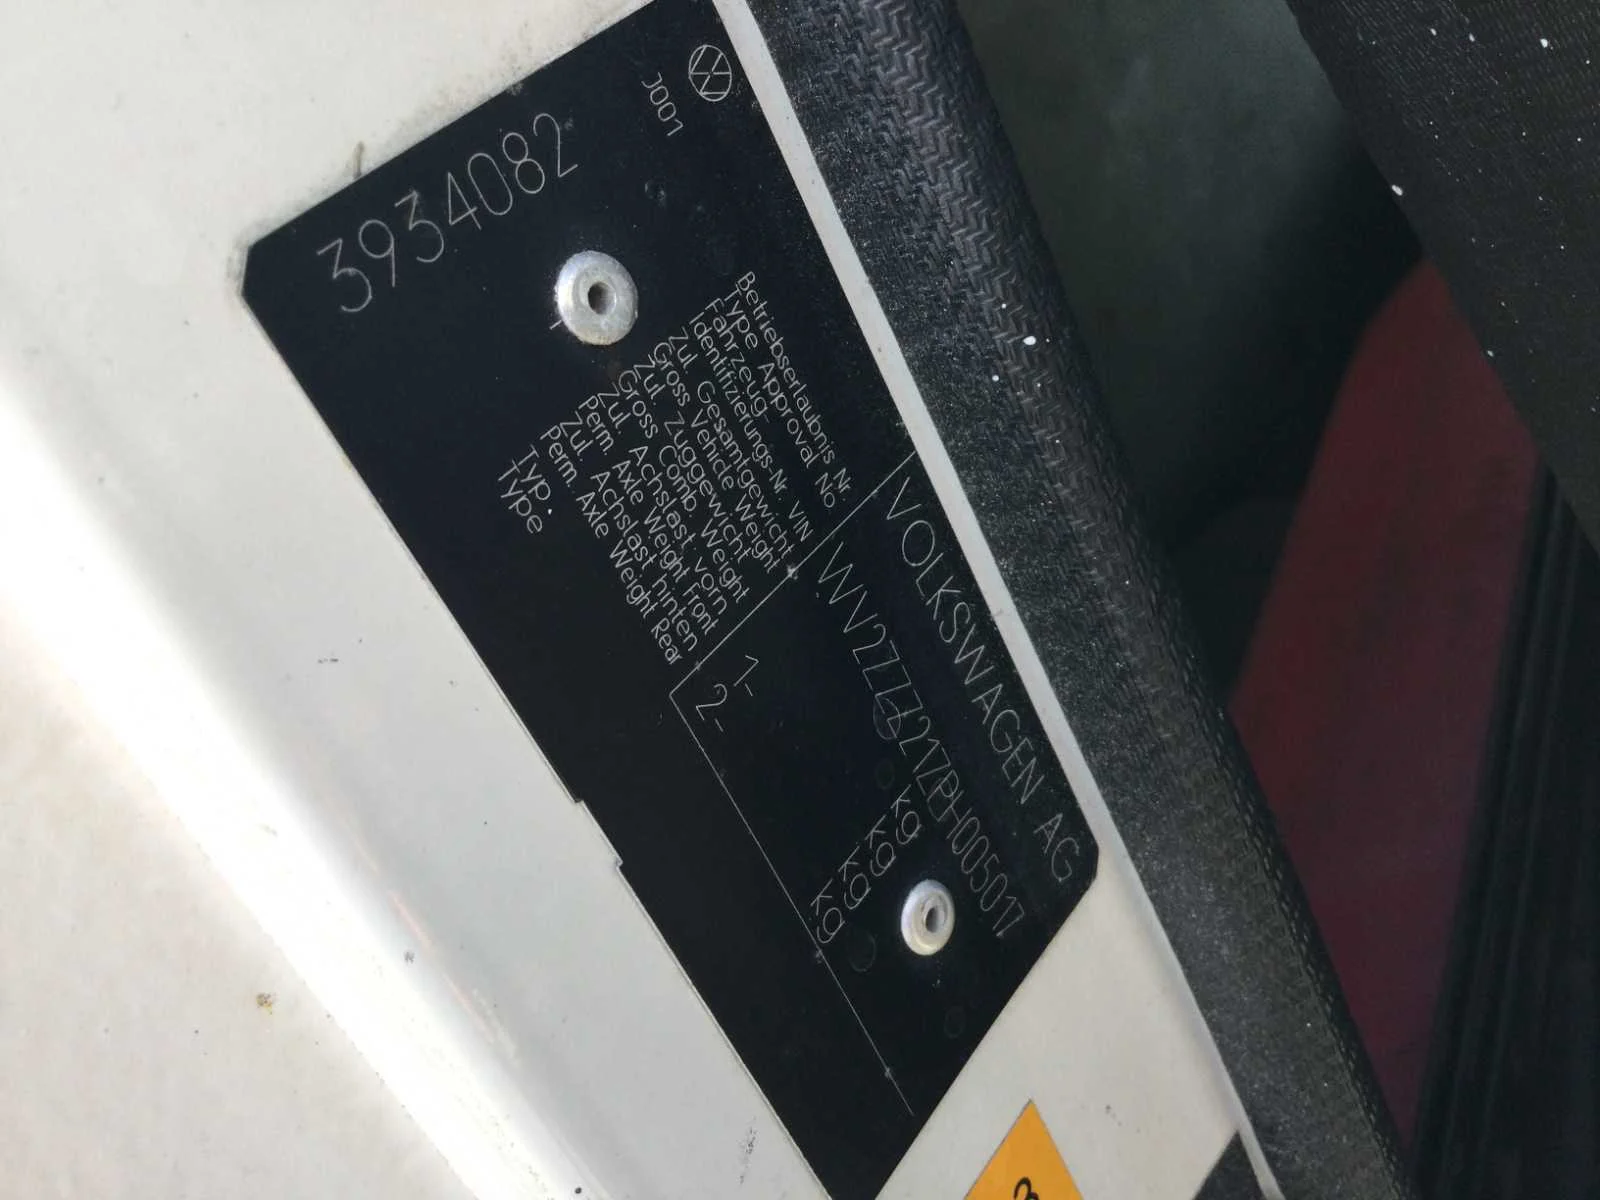 J001
3934082
VOLKSWAGEN AG
Betriebserlaubnis Nr.
Type Approval No.
Fahrzeug.
Identifizierungs-Nr. VIN
WV2ZZZ21ZPH005017
Zul. Gesamtgewicht
Gross Vehicle Weight
kg
Zul. Zuggewicht
Gross Comb. Weight
kg
Zul. Achslast vorn
Perm. Axle Weight Front
1-
kg
Zul. Achslast hinten
Perm. Axle Weight Rear
2-
kg
Typ
Type